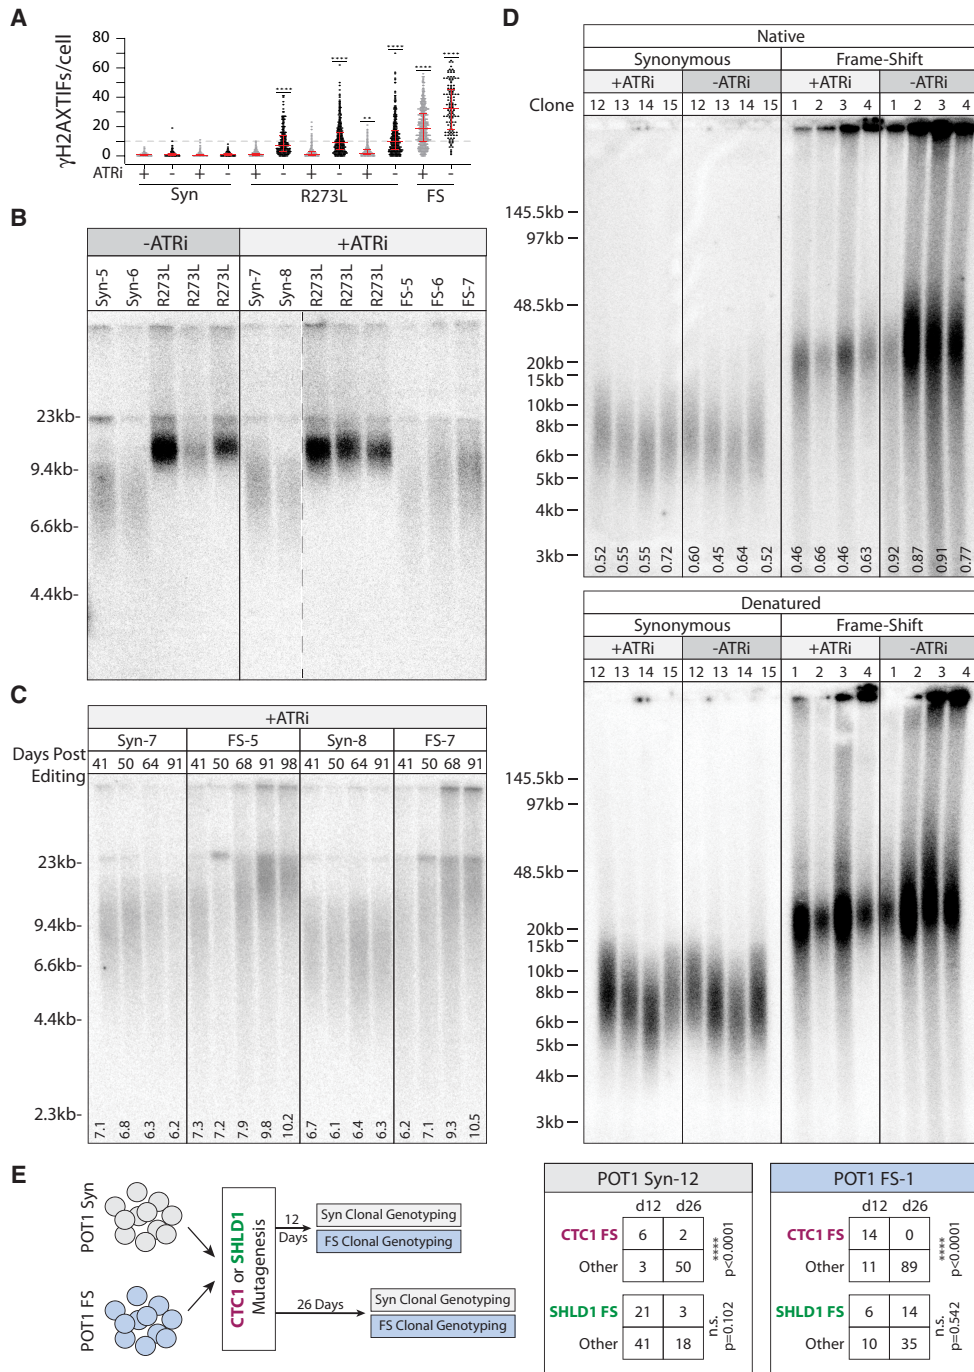 A
γH2AXTIFs/cell
80
60
40
20
10
0
**** **** ** **** **** ****
ATRi + - + - + - + - + - + -
Syn R273L FS
B
-ATRi +ATRi
Syn-5 Syn-6 R273L R273L R273L Syn-7 Syn-8 R273L R273L R273L FS-5 FS-6 FS-7
23kb-
9.4kb-
6.6kb-
4.4kb-
C
+ATRi
Syn-7 FS-5 Syn-8 FS-7
Days Post Editing
41 50 64 91 41 50 68 91 98 41 50 64 91 41 50 68 91
23kb-
9.4kb-
6.6kb-
4.4kb-
2.3kb-
7.1 6.8 6.3 6.2 7.3 7.2 7.9 9.8 10.2 6.7 6.1 6.4 6.3 6.2 7.1 9.3 10.5
D
Native
Synonymous Frame-Shift
+ATRi -ATRi +ATRi -ATRi
Clone 12 13 14 15 12 13 14 15 1 2 3 4 1 2 3 4
145.5kb
97kb
48.5kb
20kb
15kb
10kb
8kb
6kb
5kb
4kb
3kb
0.52 0.55 0.55 0.72 0.60 0.45 0.64 0.52 0.46 0.66 0.46 0.63 0.92 0.87 0.91 0.77
Denatured
Synonymous Frame-Shift
+ATRi -ATRi +ATRi -ATRi
12 13 14 15 12 13 14 15 1 2 3 4 1 2 3 4
145.5kb
97kb
48.5kb
20kb
15kb
10kb
8kb
6kb
5kb
4kb
3kb
E
POT1 Syn
POT1 FS
CTC1 or SHLD1
Mutagenesis
12
Days
Syn Clonal Genotyping
FS Clonal Genotyping
26 Days
Syn Clonal Genotyping
FS Clonal Genotyping
POT1 Syn-12
d12 d26
CTC1 FS 6 2
Other 3 50
****
p<0.0001
SHLD1 FS 21 3
Other 41 18
n.s.
p=0.102
POT1 FS-1
d12 d26
CTC1 FS 14 0
Other 11 89
****
p<0.0001
SHLD1 FS 6 14
Other 10 35
n.s.
p=0.542